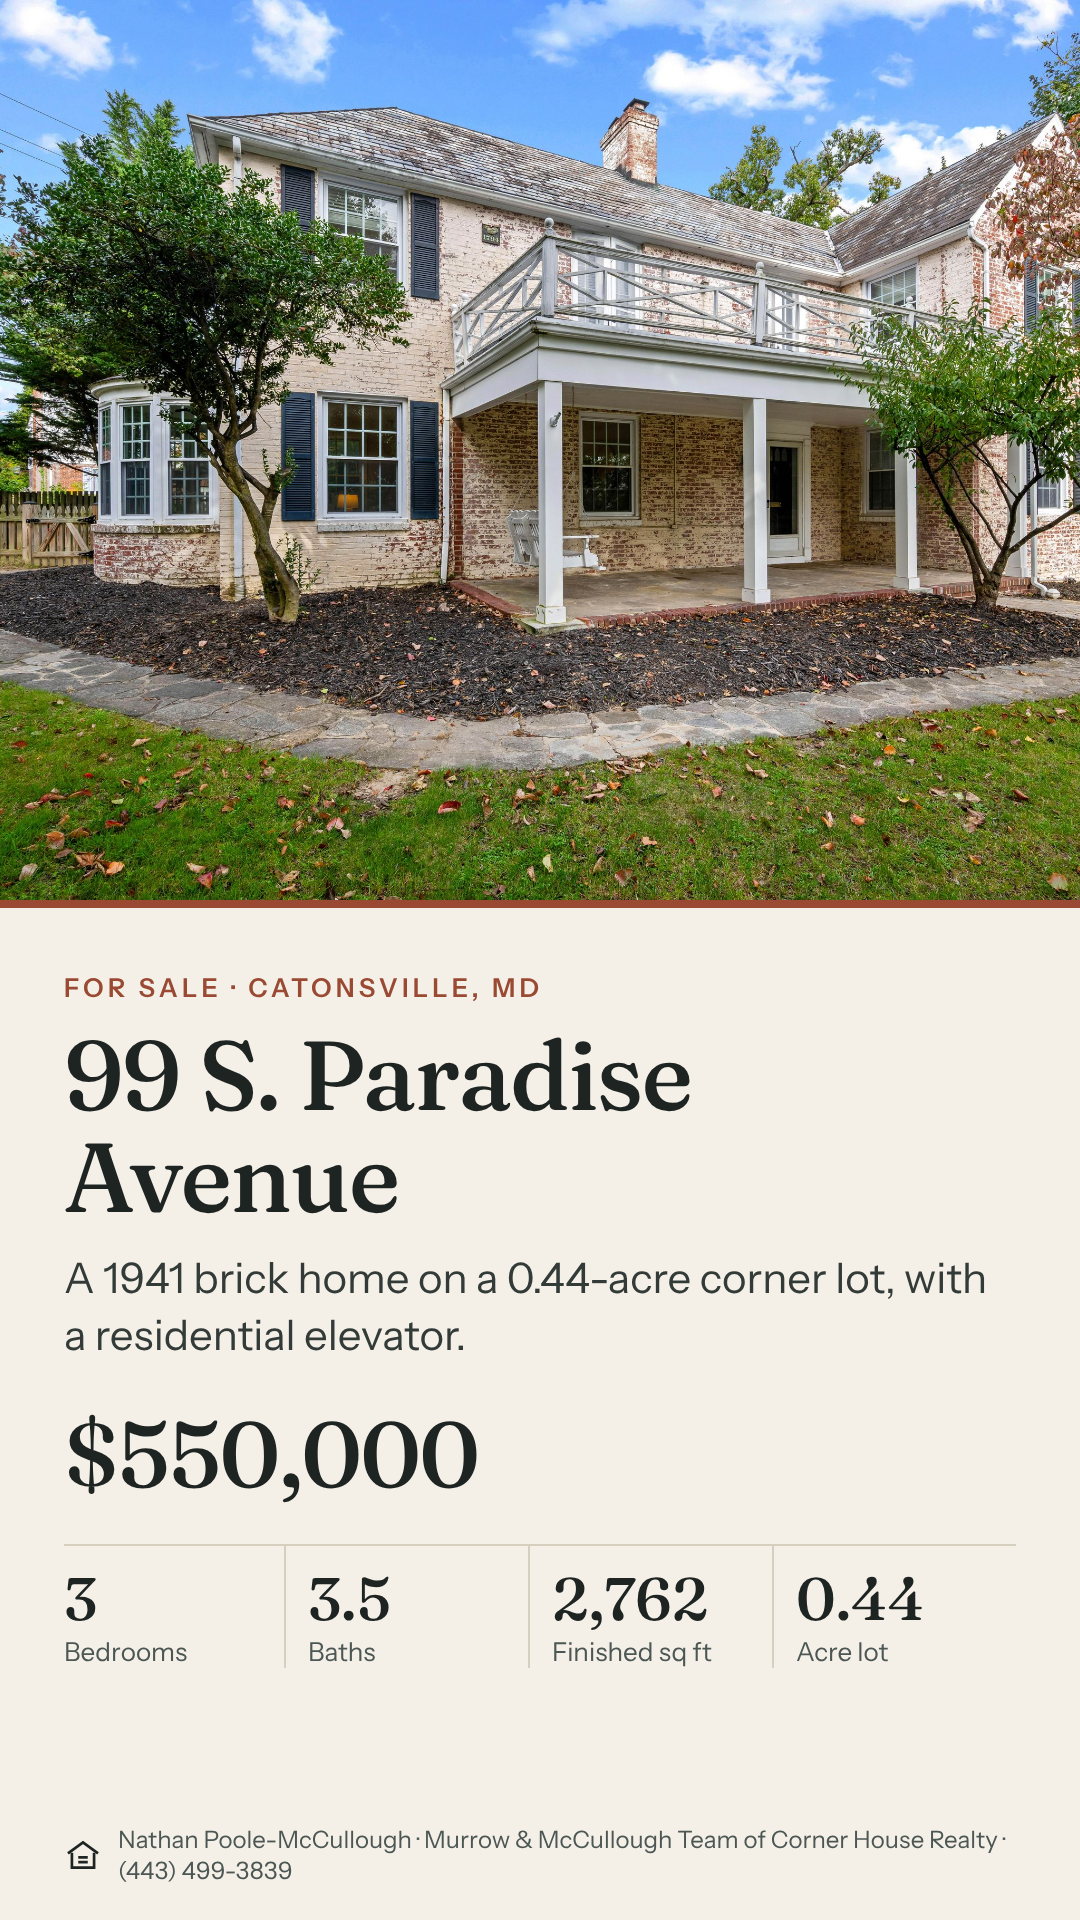 FOR SALE · CATONSVILLE, MD
99 S. Paradise
Avenue
A 1941 brick home on a 0.44-acre corner lot, with
a residential elevator.
$550,000
3
Bedrooms
3.5
Baths
2,762
Finished sq ft
0.44
Acre lot
Nathan Poole-McCullough · Murrow & McCullough Team of Corner House Realty ·
(443) 499-3839